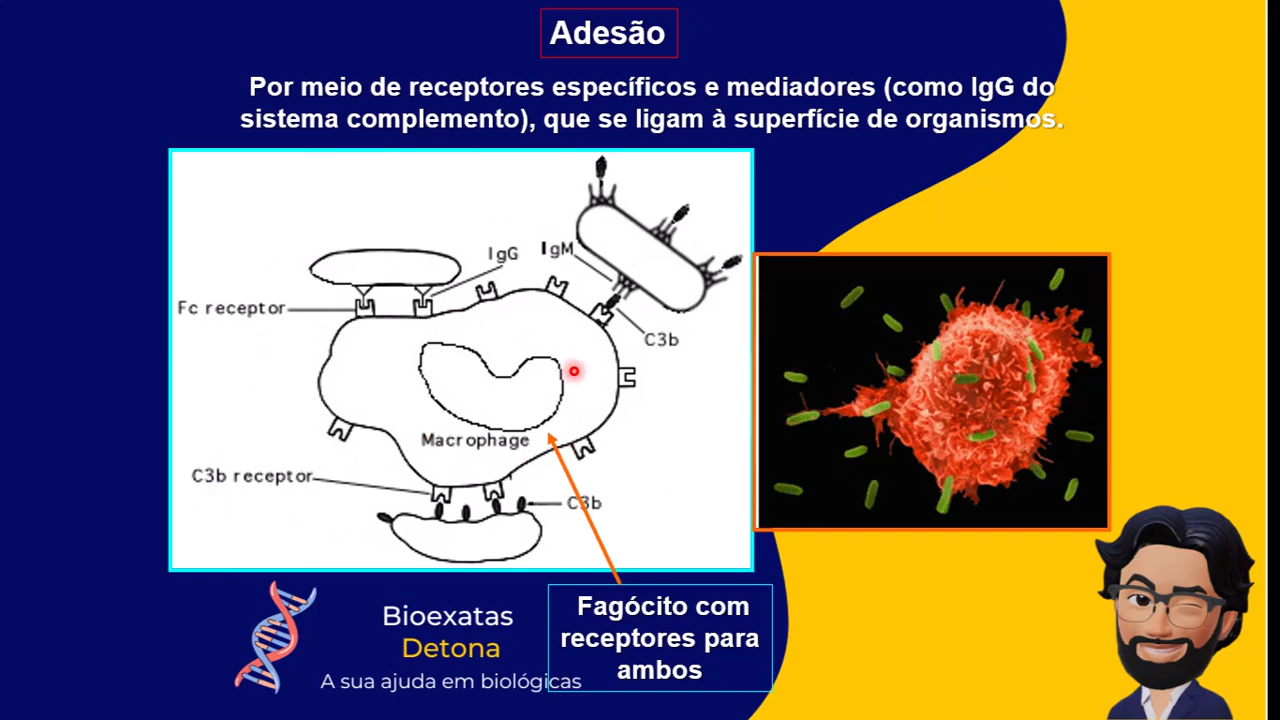 Adesão
Por meio de receptores específicos e mediadores (como IgG do
sistema complemento), que se ligam à superfície de organismos.
IgG
IgM
Fc receptor
C3b
Macrophage
C3b receptor
C3b
Bioexatas
Detona
A sua ajuda em biológicas
Fagócito com
receptores para
ambos